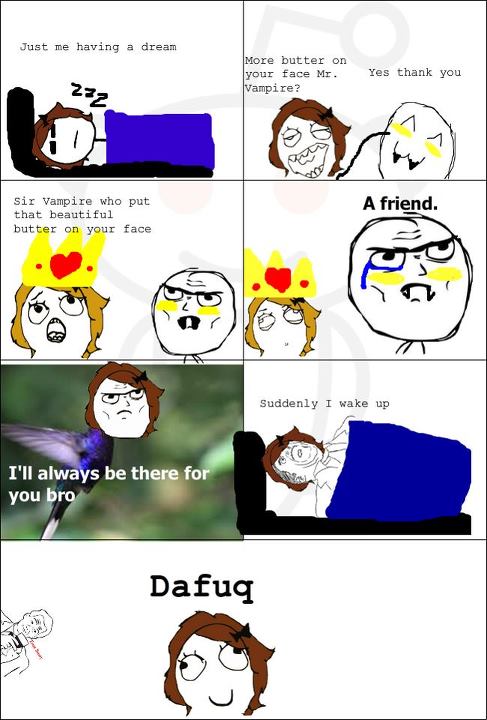 Just me having a dream
zzz
More butter on
your face Mr.
Vampire?
Yes thank you
Sir Vampire who put
that beautiful
butter on your face
A friend.
I'll always be there for
you bro
Suddenly I wake up
Dafuq